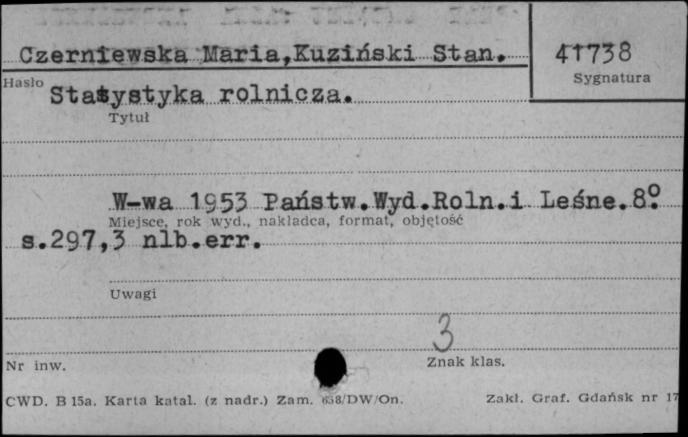 Czerniewska Maria,Kuziński Stan. 41738
Hasło Sygnatura
Statystyka rolnicza.
Tytuł
W-wa 1953 Państw.Wyd.Roln.i Leśne.8º.
Miejsce, rok wyd., nakładca, format, objętość
s.297,3 nlb.err.
Uwagi
3
Nr inw. Znak klas.
CWD. B 15a. Karta katal. (z nadr.) Zam. 658/DW/On. Zakł. Graf. Gdańsk nr 17